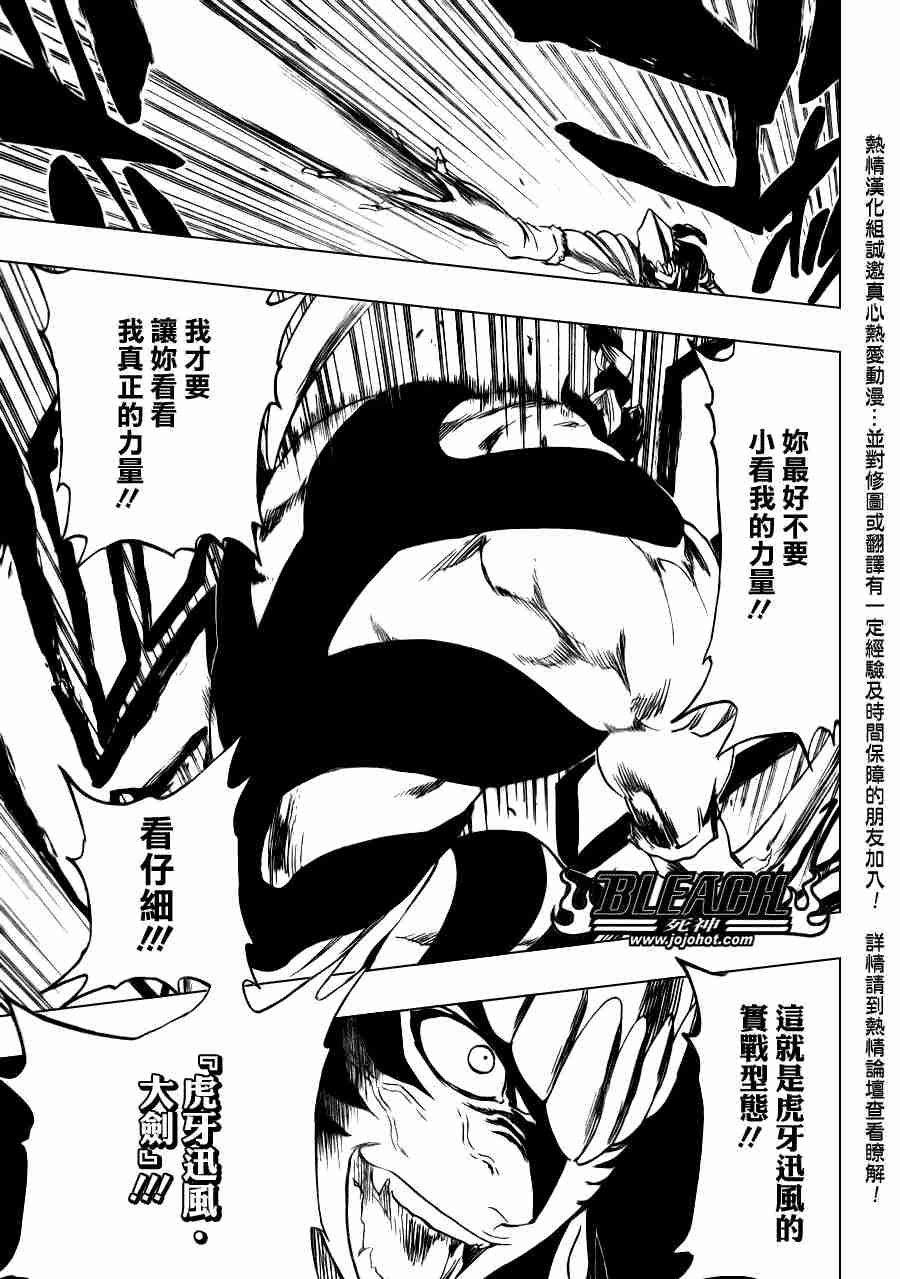 妳最好不要
小看我的力量!!
我才要
讓妳看看
我真正的力量!!
看仔細!!!
BLEACH
死神
www.jojohot.com
這就是虎牙迅風的
實戰型態!!
『虎牙迅風・
大劍』!!!
熱情漢化組誠邀真心熱愛動漫…並對修圖或翻譯有一定經驗及時間保障的朋友加入! 詳情請到熱情論壇查看瞭解!